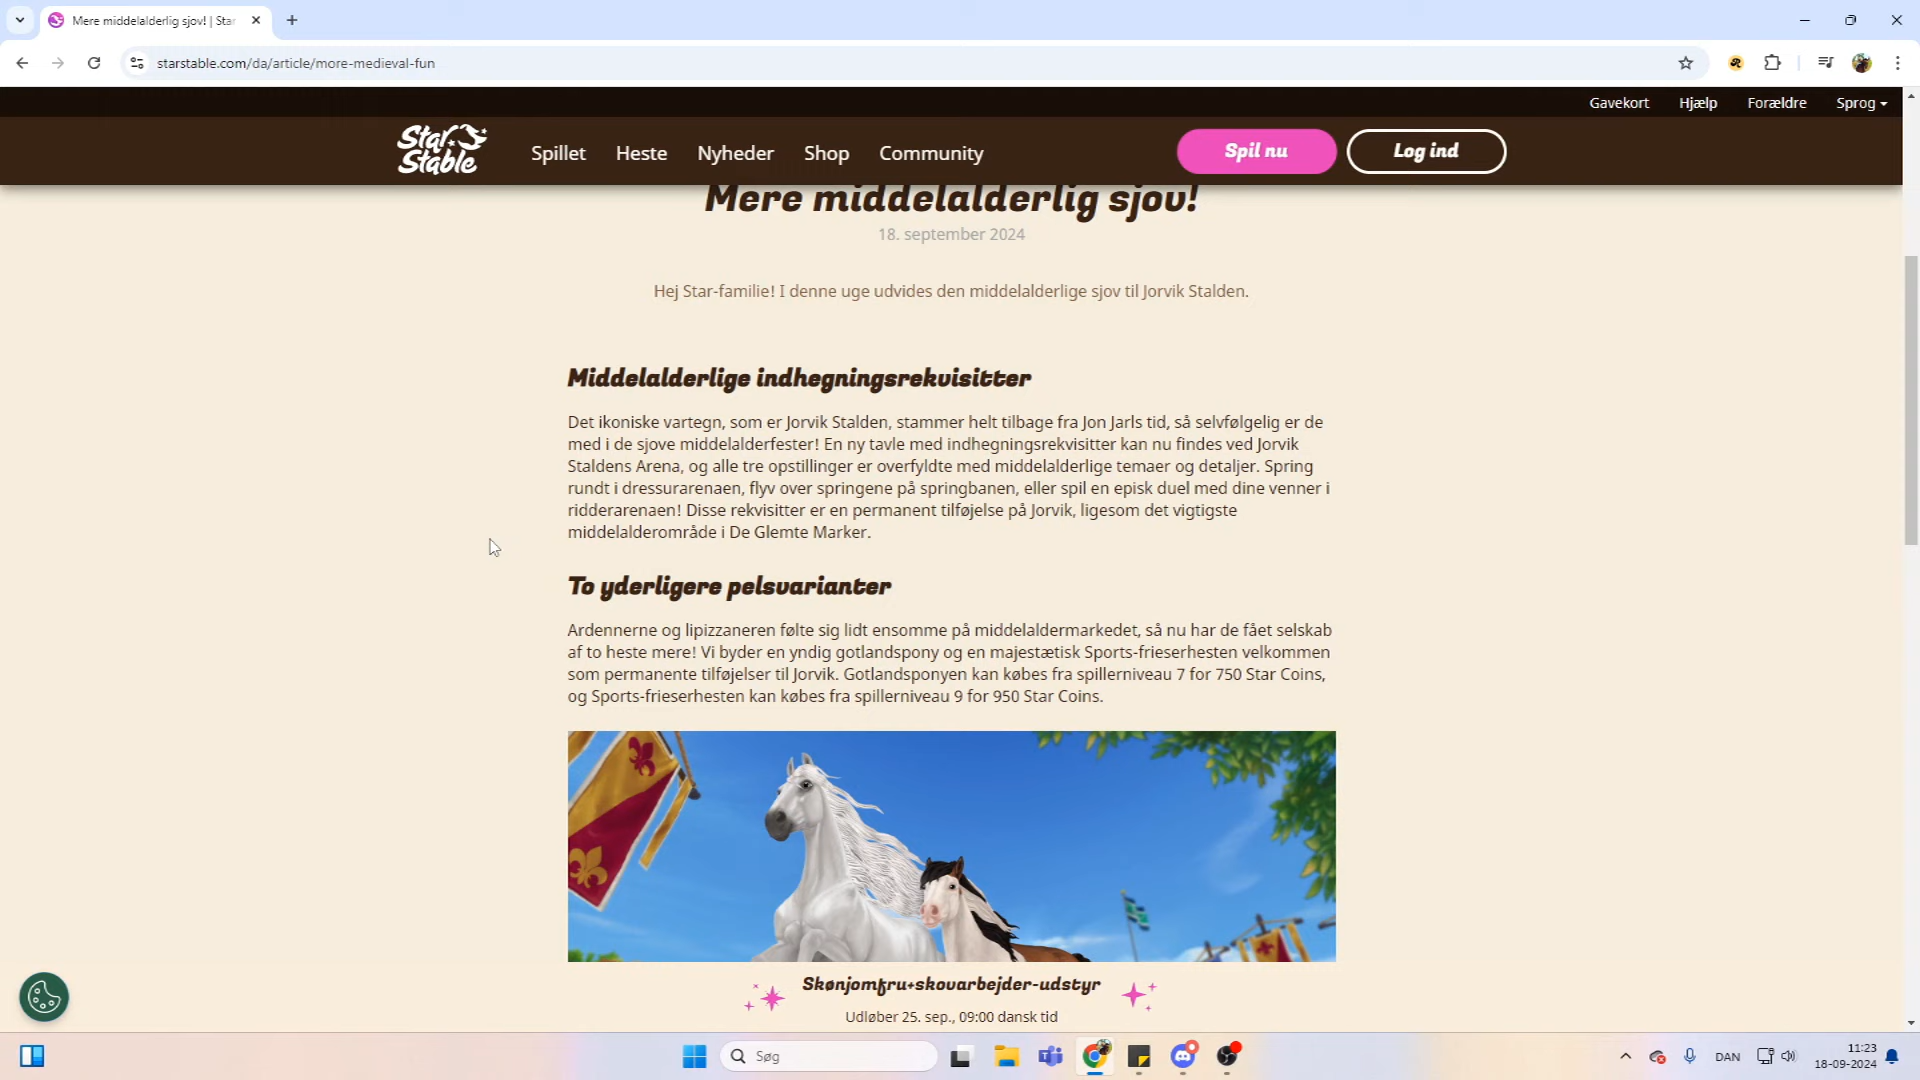 Mere middelalderlig sjov! | Star
starstable.com/da/article/more-medieval-fun
Gavekort Hjælp Forældre Sprog
Star Stable
Spillet Heste Nyheder Shop Community
Spil nu
Log ind
Mere middelalderlig sjov!
18. september 2024
Hej Star-familie! I denne uge udvides den middelalderlige sjov til Jorvik Stalden.
Middelalderlige indhegningsrekvisitter
Det ikoniske vartegn, som er Jorvik Stalden, stammer helt tilbage fra Jon Jarls tid, så selvfølgelig er de
med i de sjove middelalderfester! En ny tavle med indhegningsrekvisitter kan nu findes ved Jorvik
Staldens Arena, og alle tre opstillinger er overfyldte med middelalderlige temaer og detaljer. Spring
rundt i dressurarenaen, flyv over springene på springbanen, eller spil en episk duel med dine venner i
ridderarenaen! Disse rekvisitter er en permanent tilføjelse på Jorvik, ligesom det vigtigste
middelalderområde i De Glemte Marker.
To yderligere pelsvarianter
Ardennerne og lipizzaneren følte sig lidt ensomme på middelaldermarkedet, så nu har de fået selskab
af to heste mere! Vi byder en yndig gotlandspony og en majestætisk Sports-frieserhesten velkommen
som permanente tilføjelser til Jorvik. Gotlandsponyen kan købes fra spillerniveau 7 for 750 Star Coins,
og Sports-frieserhesten kan købes fra spillerniveau 9 for 950 Star Coins.
Skønjomfru+skovarbejder-udstyr
Udløber 25. sep., 09:00 dansk tid
Søg
DAN
11:23
18-09-2024